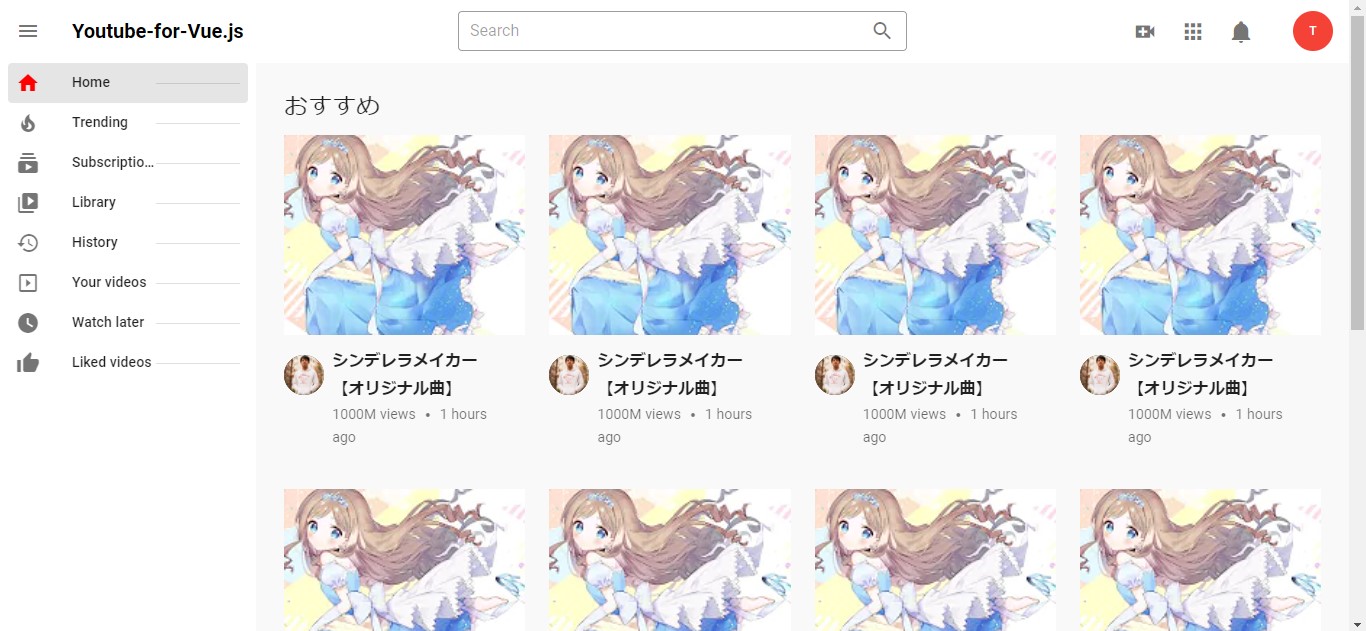 Youtube-for-Vue.js
Search
T
Home
Trending
Subscriptio...
Library
History
Your videos
Watch later
Liked videos
おすすめ
シンデレラメイカー
【オリジナル曲】
1000M views • 1 hours
ago
シンデレラメイカー
【オリジナル曲】
1000M views • 1 hours
ago
シンデレラメイカー
【オリジナル曲】
1000M views • 1 hours
ago
シンデレラメイカー
【オリジナル曲】
1000M views • 1 hours
ago